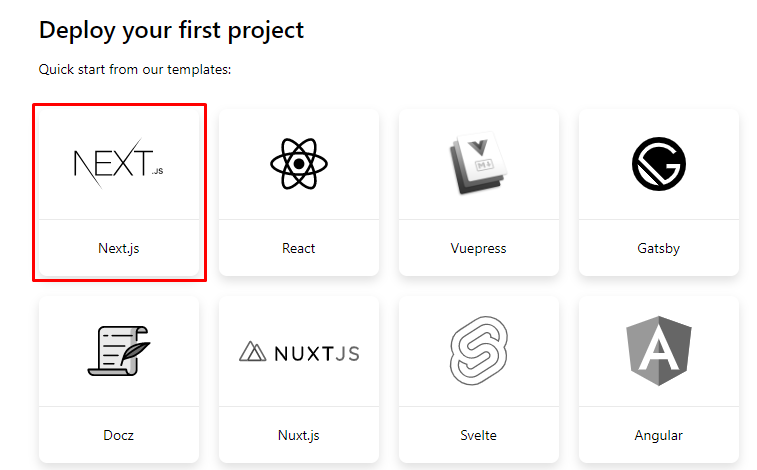 Deploy your first project
Quick start from our templates:
NEXT.JS
Next.js
React
Vuepress
Gatsby
NUXTJS
Docz
Nuxt.js
Svelte
Angular